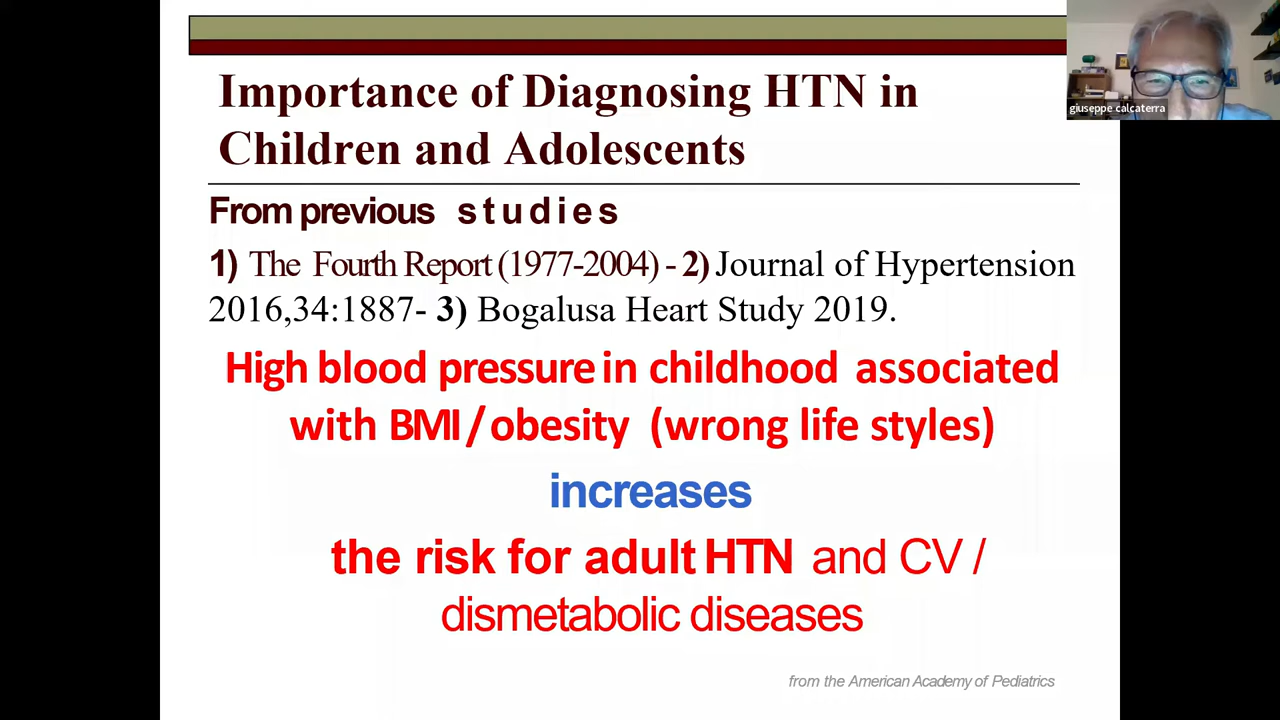 Importance of Diagnosing HTN in
Children and Adolescents
giuseppe calcaterra
From previous studies
1) The Fourth Report (1977-2004) - 2) Journal of Hypertension
2016,34:1887- 3) Bogalusa Heart Study 2019.
High blood pressure in childhood associated
with BMI/obesity (wrong life styles)
increases
the risk for adult HTN and CV /
dismetabolic diseases
from the American Academy of Pediatrics